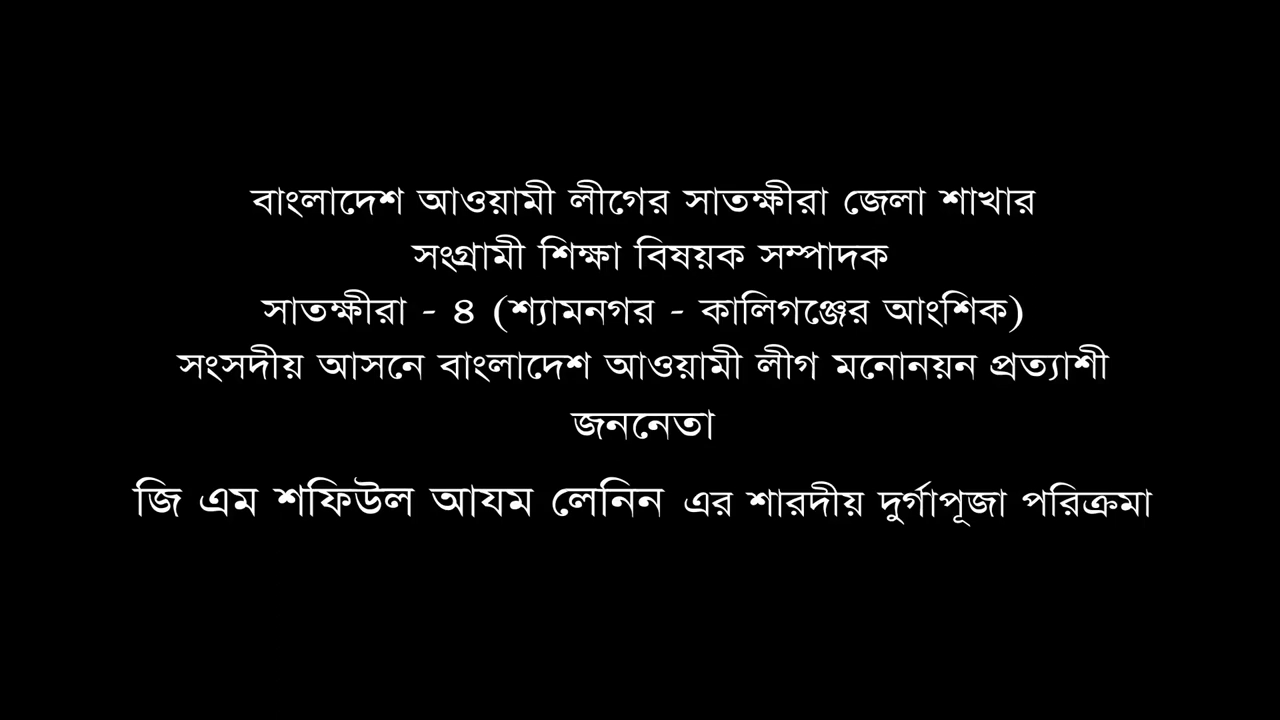 বাংলাদেশ আওয়ামী লীগের সাতক্ষীরা জেলা শাখার
সংগ্রামী শিক্ষা বিষয়ক সম্পাদক
সাতক্ষীরা - ৪ (শ্যামনগর - কালিগঞ্জের আংশিক)
সংসদীয় আসনে বাংলাদেশ আওয়ামী লীগ মনোনয়ন প্রত্যাশী
জননেতা
জি এম শফিউল আযম লেনিন এর শারদীয় দুর্গাপূজা পরিক্রমা